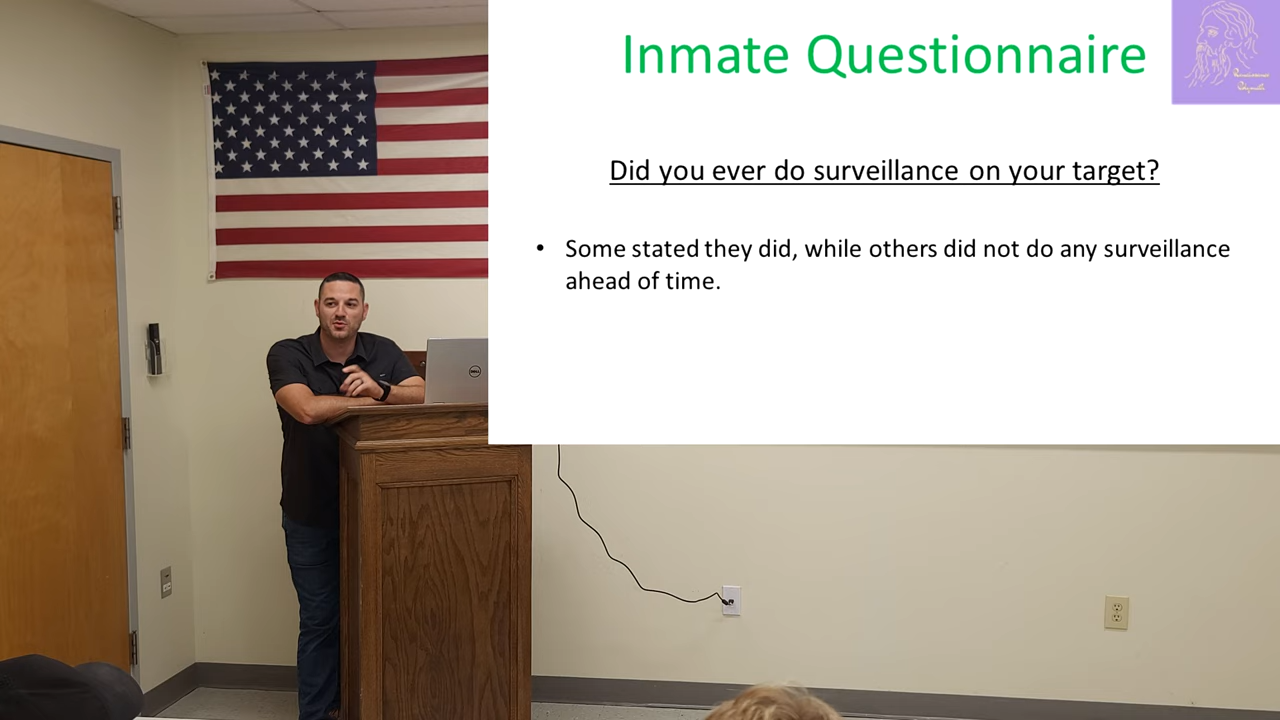 Inmate Questionnaire
Did you ever do surveillance on your target?
• Some stated they did, while others did not do any surveillance
ahead of time.
DELL